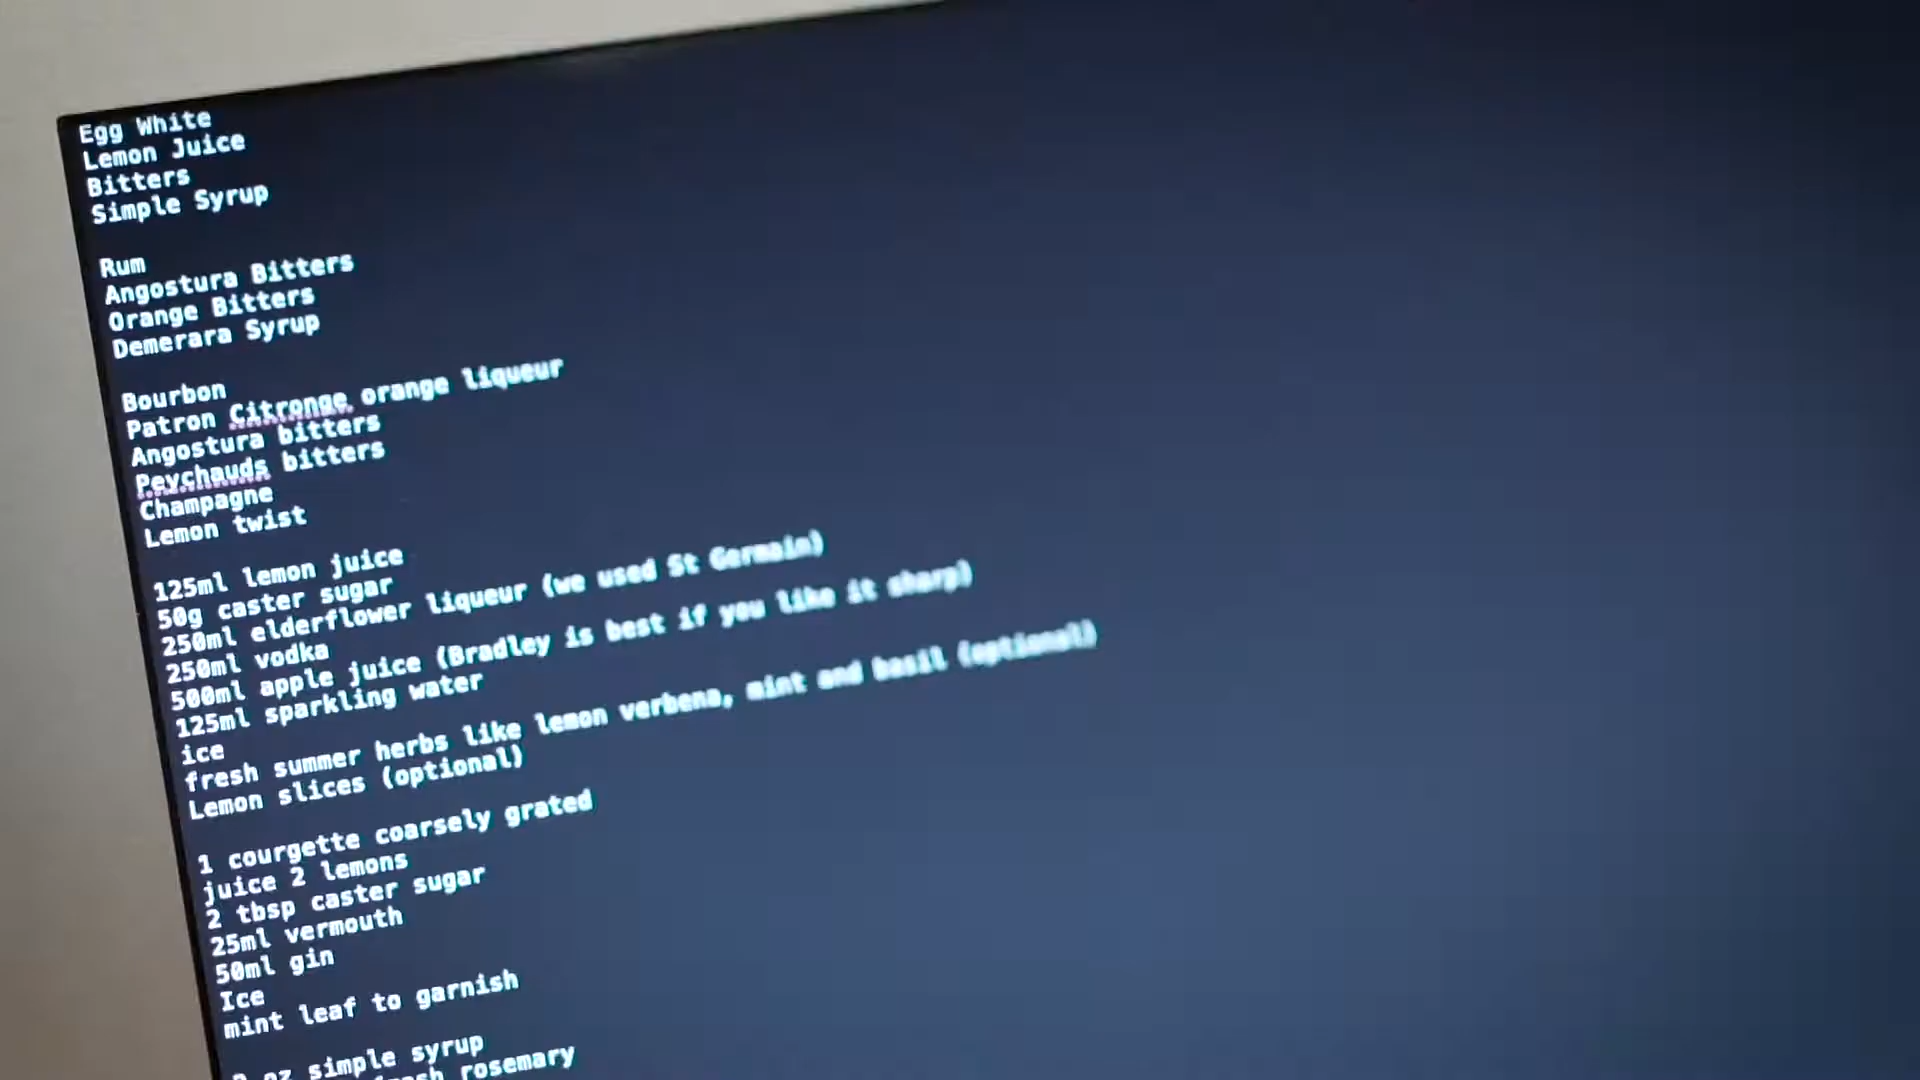 Egg White
Lemon Juice
Bitters
Simple Syrup
Rum
Angostura Bitters
Orange Bitters
Demerara Syrup
Bourbon
Patron Citronge orange liqueur
Angostura bitters
Peychauds bitters
Champagne
Lemon twist
125ml lemon juice
50g caster sugar
250ml elderflower liqueur (we used St Germain)
250ml vodka
500ml apple juice (Bradley is best if you like it sharp)
125ml sparkling water
ice
fresh summer herbs like lemon verbena, mint and basil (optional)
Lemon slices (optional)
1 courgette coarsely grated
juice 2 lemons
2 tbsp caster sugar
25ml vermouth
50ml gin
Ice
mint leaf to garnish
oz simple syrup
rosemary